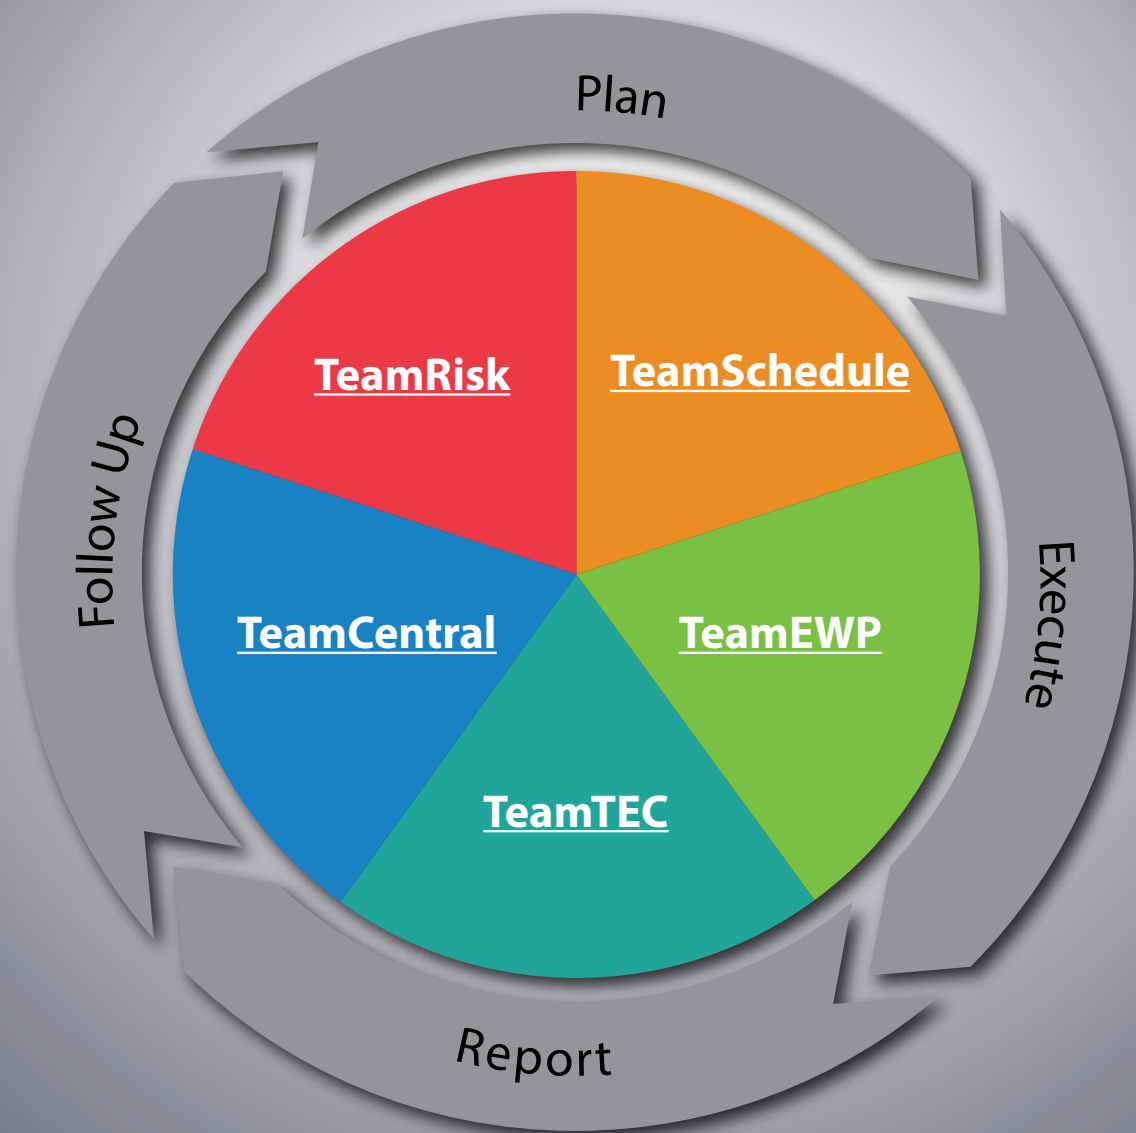 Plan
TeamRisk
TeamSchedule
Follow Up
Execute
TeamCentral
TeamEWP
TeamTEC
Report